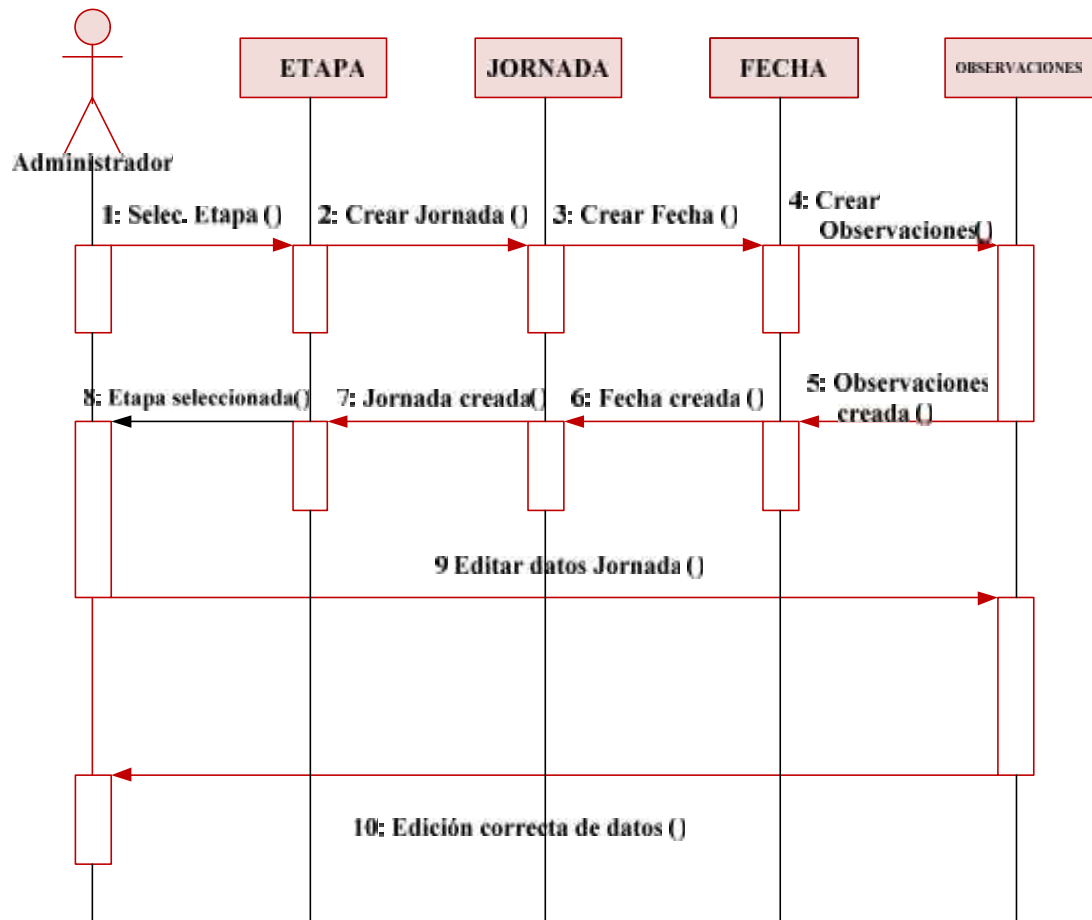 ETAPA
JORNADA
FECHA
OBSERVACIONES
Administrador
1: Selec. Etapa ()
2: Crear Jornada ()
3: Crear Fecha ()
4: Crear
Observaciones()
8: Etapa seleccionada()
7: Jornada creada()
6: Fecha creada ()
5: Observaciones
creada ()
9 Editar datos Jornada ()
10: Edición correcta de datos ()